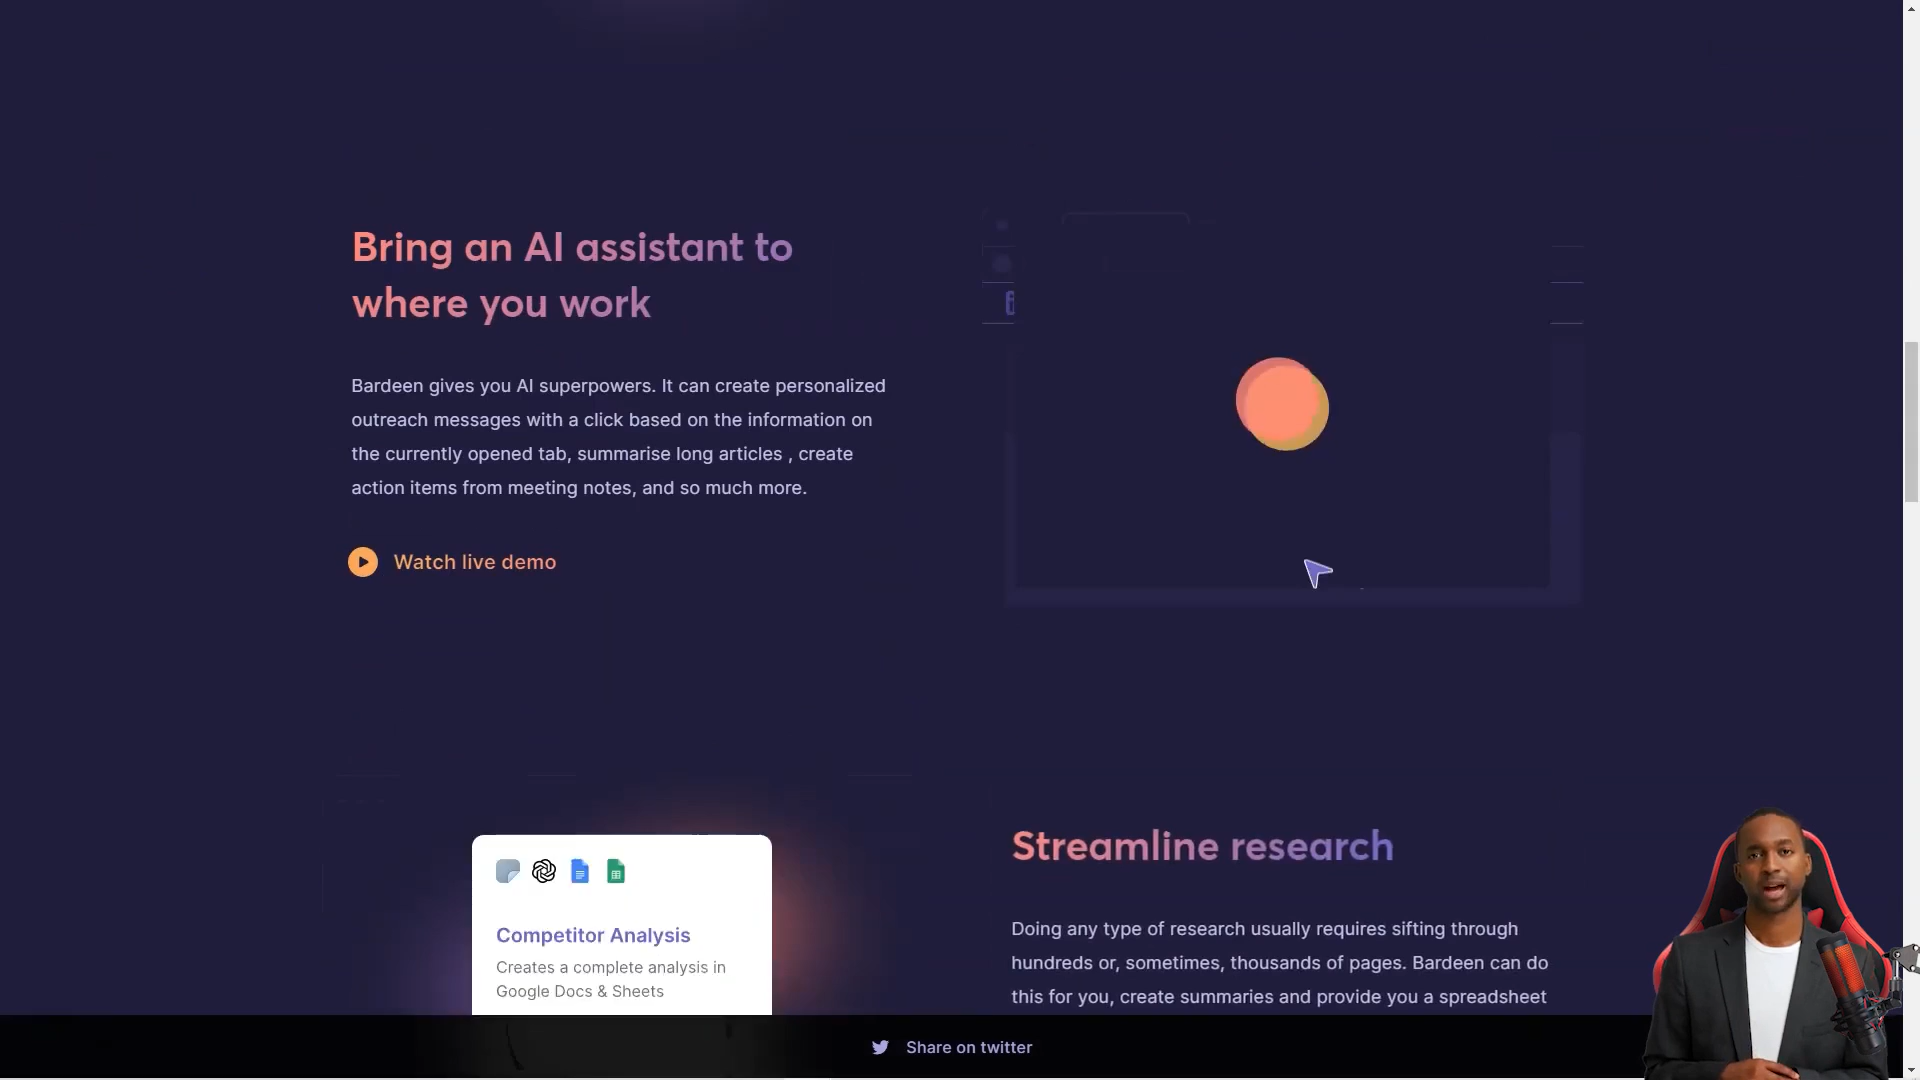 Bring an AI assistant to
where you work
Bardeen gives you AI superpowers. It can create personalized
outreach messages with a click based on the information on
the currently opened tab, summarise long articles , create
action items from meeting notes, and so much more.
Watch live demo
Competitor Analysis
Creates a complete analysis in
Google Docs & Sheets
Streamline research
Doing any type of research usually requires sifting through
hundreds or, sometimes, thousands of pages. Bardeen can do
this for you, create summaries and provide you a spreadsheet
Share on twitter